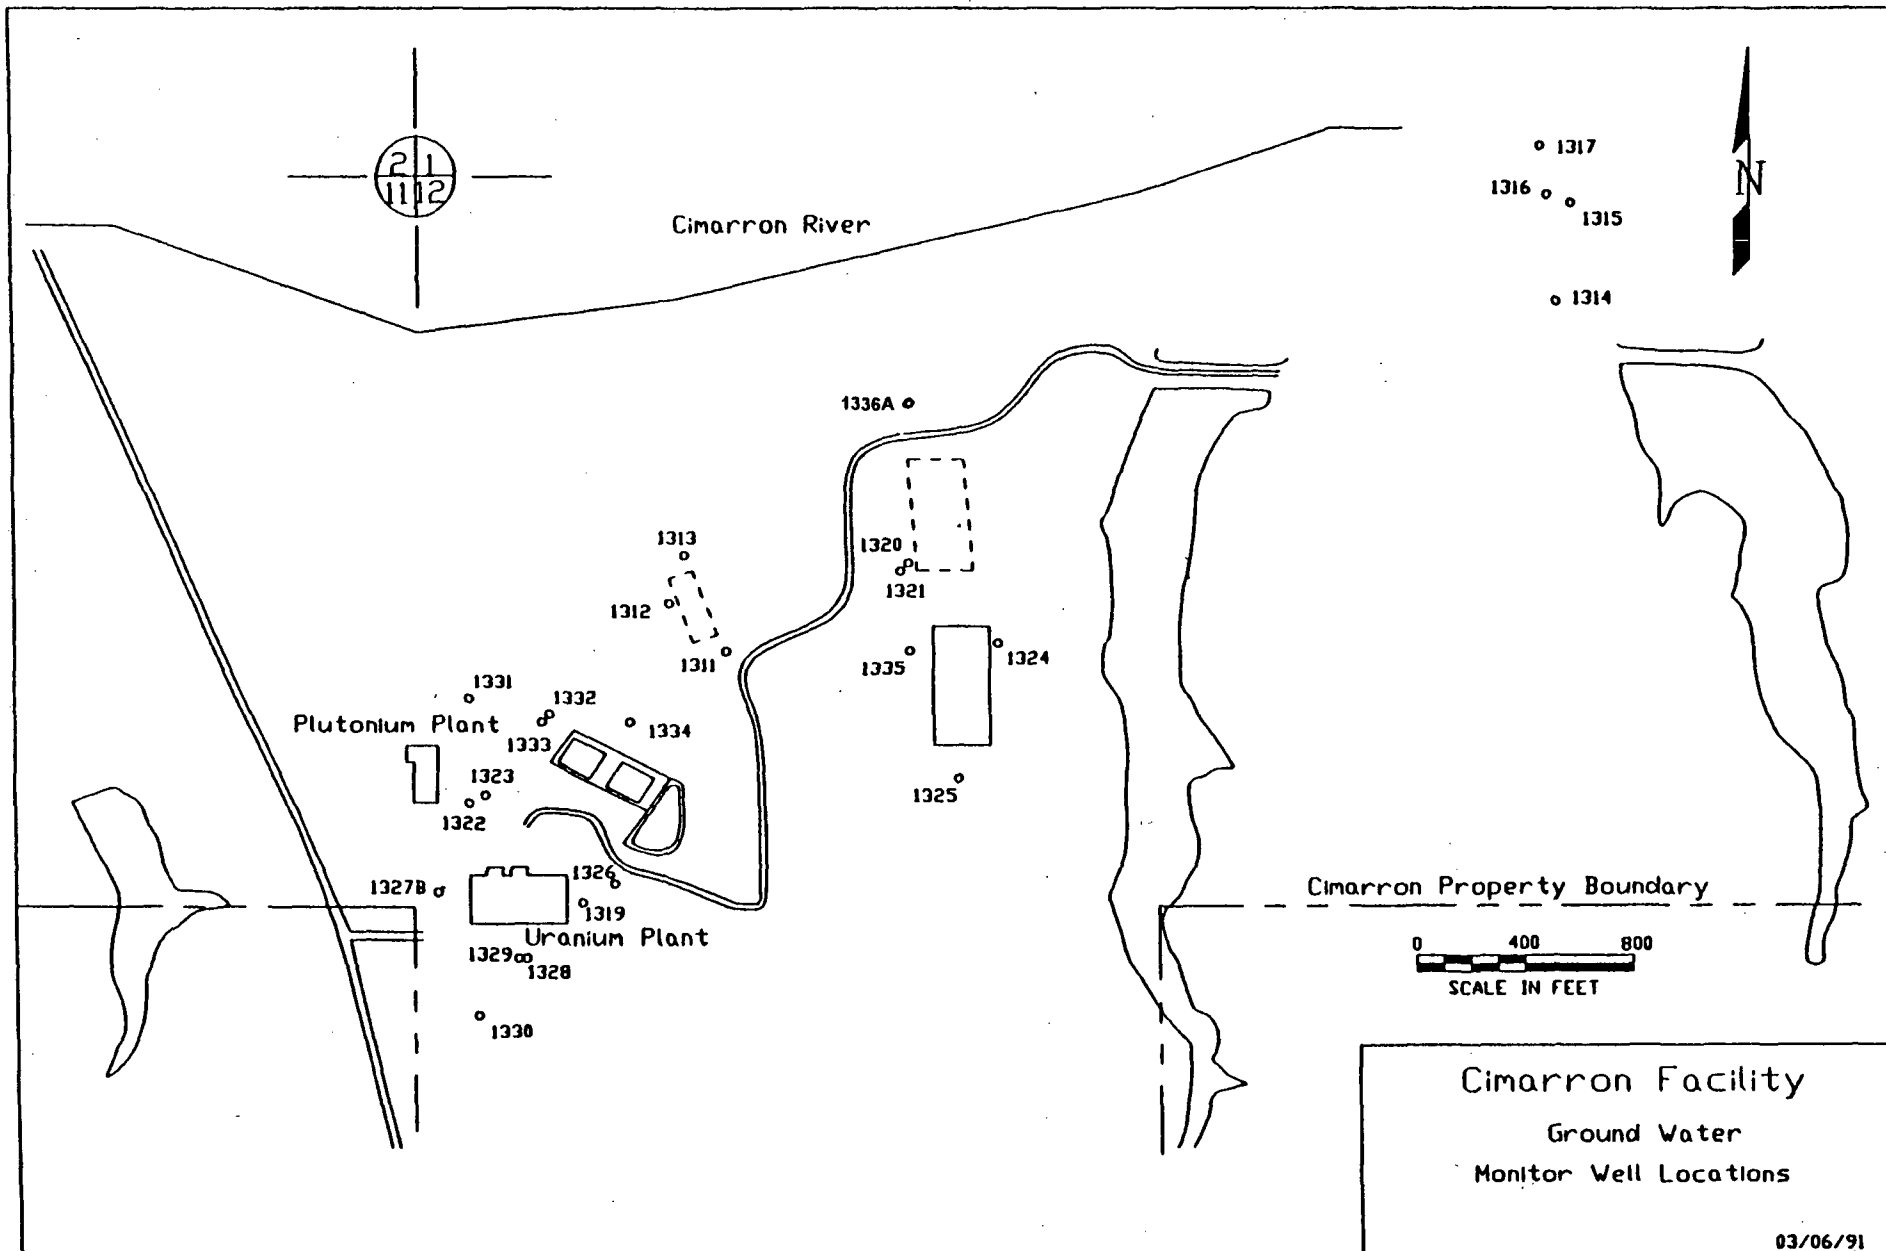 2 1
11 12
Cimarron River
1317
1316
N
1315
1314
1336A
1313
1320
1321
1312
1311
1335
1324
1331
1332
Plutonium Plant
1333
1334
1323
1325
1322
1326
1327B
Cimarron Property Boundary
1319
Uranium Plant
0 400 800
1329
1328
SCALE IN FEET
1330
Cimarron Facility
Ground Water
Monitor Well Locations
03/06/91